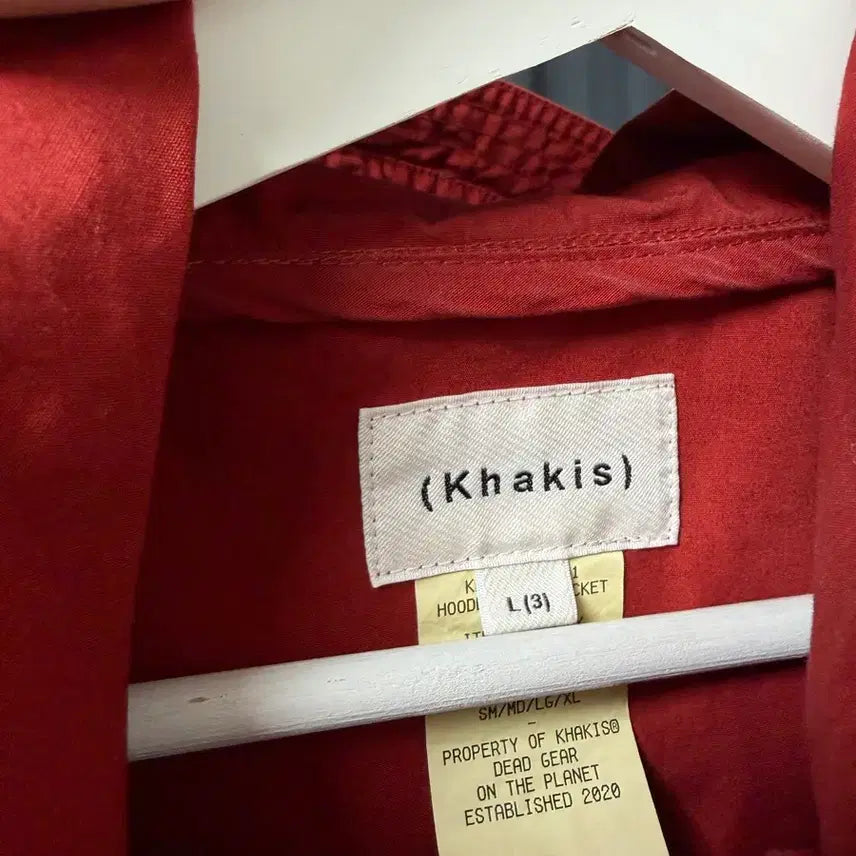 (Khakis)
L(3)
SM/MD/LG/XL
-
PROPERTY OF KHAKIS®
DEAD GEAR
ON THE PLANET
ESTABLISHED 2020